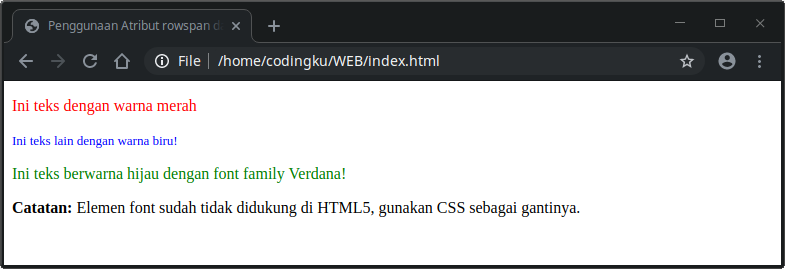 Penggunaan Atribut rowspan da
File | /home/codingku/WEB/Index.html
Ini teks dengan warna merah
Ini teks lain dengan warna biru!
Ini teks berwarna hijau dengan font family Verdana!
Catatan: Elemen font sudah tidak didukung di HTML5, gunakan CSS sebagai gantinya.